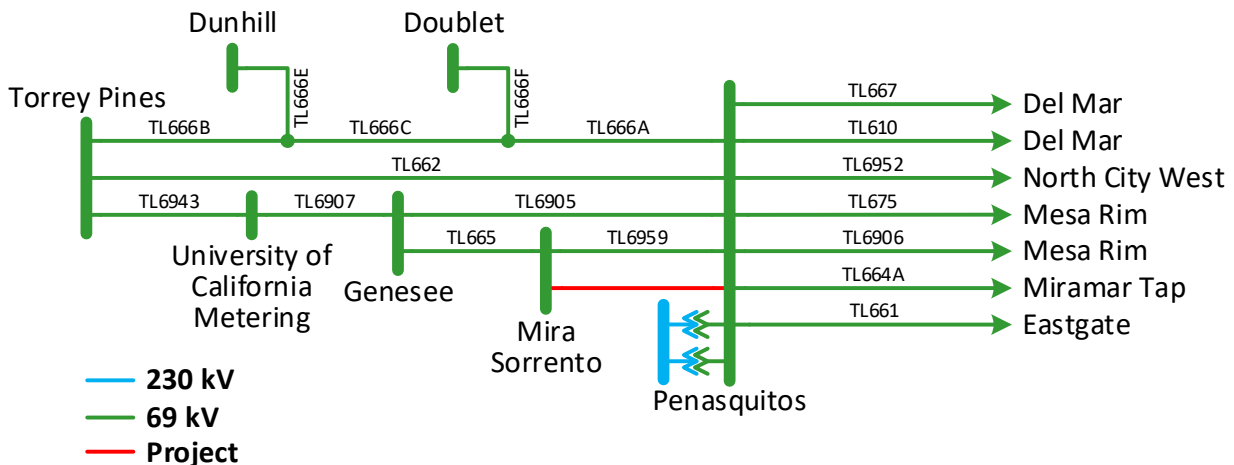 Dunhill
Doublet
Torrey Pines
TL666E
TL666F
TL667
Del Mar
TL666B
TL666C
TL666A
TL610
Del Mar
TL662
TL6952
North City West
TL6943
TL6907
TL6905
TL675
Mesa Rim
TL665
TL6959
TL6906
Mesa Rim
University of
California
Metering
Genesee
TL664A
Miramar Tap
Mira
Sorrento
TL661
Eastgate
Penasquitos
230 kV
69 kV
Project